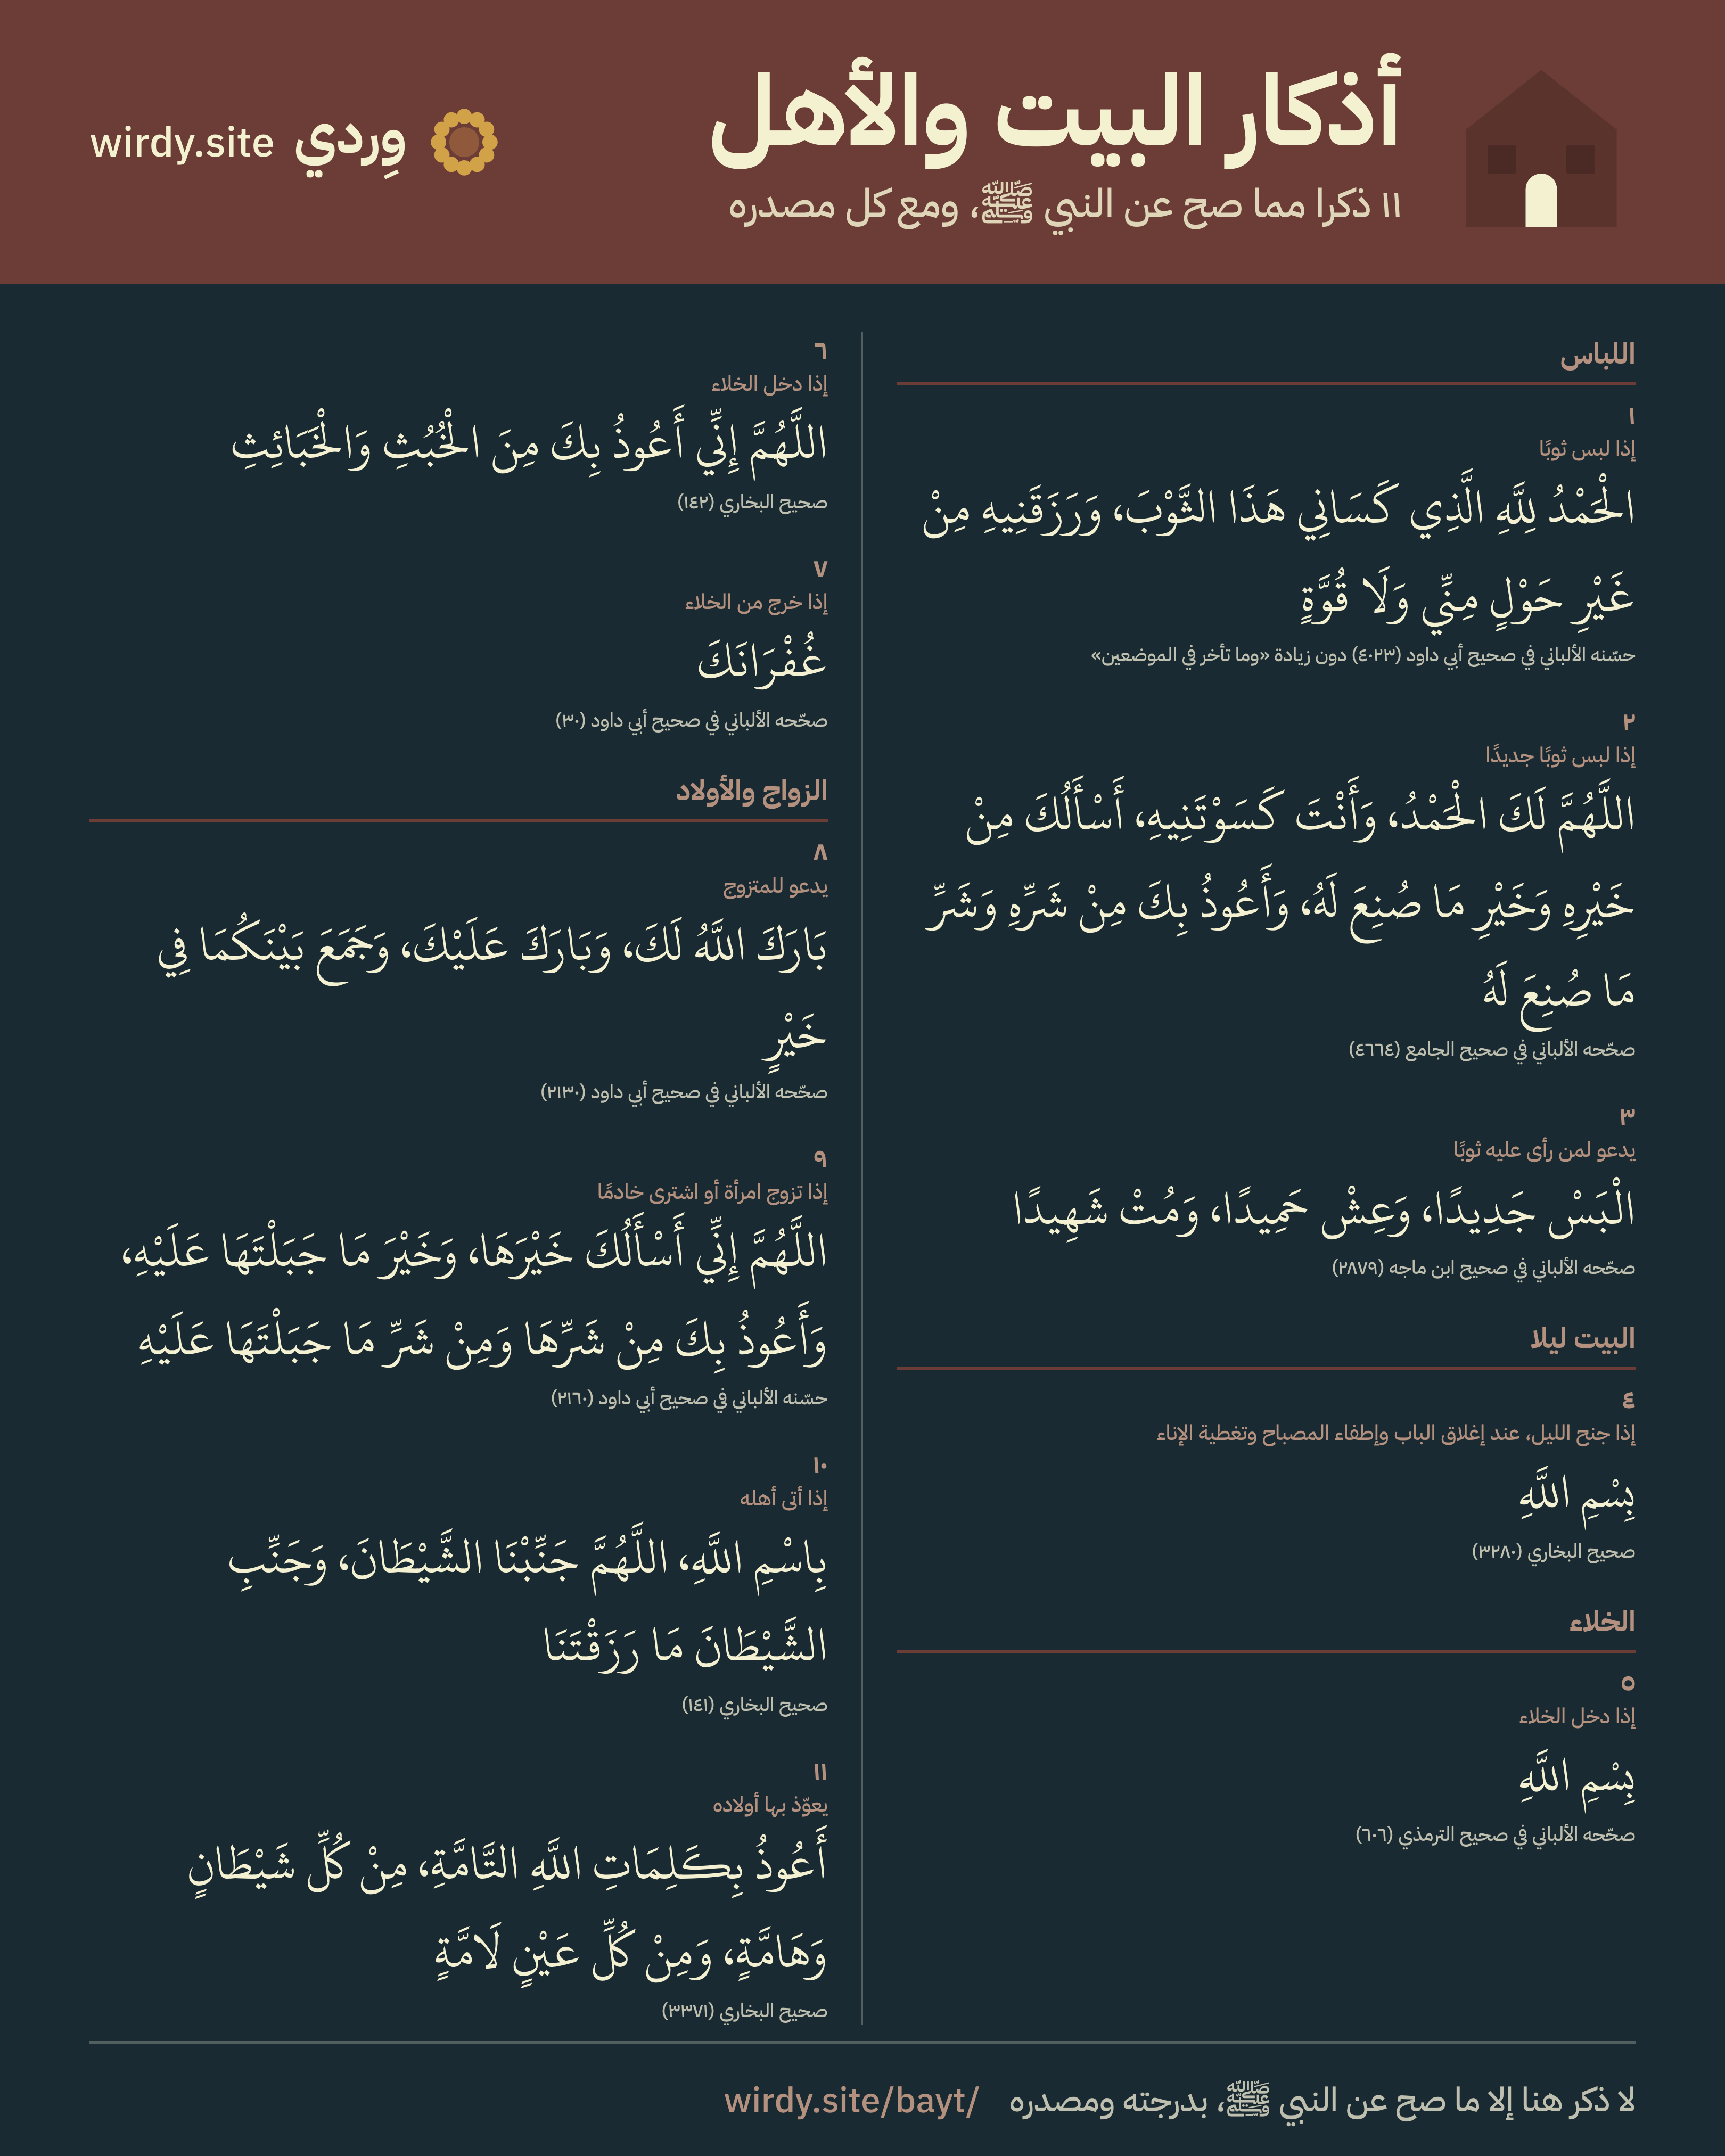 أذكار البيت والأهل
١١ ذكرا مما صح عن النبي ﷺ، ومع كل مصدره
وِردي wirdy.site
اللباس
١
إذا لبس ثوبًا
الْحَمْدُ لِلَّهِ الَّذِي كَسَانِي هَذَا الثَّوْبَ، وَرَزَقَنِيهِ مِنْ
غَيْرِ حَوْلٍ مِنِّي وَلَا قُوَّةٍ
حسّنه الألباني في صحيح أبي داود (٤٠٢٣) دون زيادة «وما تأخر في الموضعين»
٢
إذا لبس ثوبًا جديدًا
اللَّهُمَّ لَكَ الْحَمْدُ، وَأَنْتَ كَسَوْتَنِيهِ، أَسْأَلُكَ مِنْ
خَيْرِهِ وَخَيْرِ مَا صُنِعَ لَهُ، وَأَعُوذُ بِكَ مِنْ شَرِّهِ وَشَرِّ
مَا صُنِعَ لَهُ
صحّحه الألباني في صحيح الجامع (٤٦٦٤)
٣
يدعو لمن رأى عليه ثوبًا
الْبَسْ جَدِيدًا، وَعِشْ حَمِيدًا، وَمُتْ شَهِيدًا
صحّحه الألباني في صحيح ابن ماجه (٢٨٧٩)
البيت ليلا
٤
إذا جنح الليل، عند إغلاق الباب وإطفاء المصباح وتغطية الإناء
بِسْمِ اللَّهِ
صحيح البخاري (٣٢٨٠)
الخلاء
٥
إذا دخل الخلاء
بِسْمِ اللَّهِ
صحّحه الألباني في صحيح الترمذي (٦٠٦)
٦
إذا دخل الخلاء
اللَّهُمَّ إِنِّي أَعُوذُ بِكَ مِنَ الْخُبُثِ وَالْخَبَائِثِ
صحيح البخاري (١٤٢)
٧
إذا خرج من الخلاء
غُفْرَانَكَ
صحّحه الألباني في صحيح أبي داود (٣٠)
الزواج والأولاد
٨
يدعو للمتزوج
بَارَكَ اللَّهُ لَكَ، وَبَارَكَ عَلَيْكَ، وَجَمَعَ بَيْنَكُمَا فِي
خَيْرٍ
صحّحه الألباني في صحيح أبي داود (٢١٣٠)
٩
إذا تزوج امرأة أو اشترى خادمًا
اللَّهُمَّ إِنِّي أَسْأَلُكَ خَيْرَهَا، وَخَيْرَ مَا جَبَلْتَهَا عَلَيْهِ،
وَأَعُوذُ بِكَ مِنْ شَرِّهَا وَمِنْ شَرِّ مَا جَبَلْتَهَا عَلَيْهِ
حسّنه الألباني في صحيح أبي داود (٢١٦٠)
١٠
إذا أتى أهله
بِاسْمِ اللَّهِ، اللَّهُمَّ جَنِّبْنَا الشَّيْطَانَ، وَجَنِّبِ
الشَّيْطَانَ مَا رَزَقْتَنَا
صحيح البخاري (١٤١)
١١
يعوّذ بها أولاده
أَعُوذُ بِكَلِمَاتِ اللَّهِ التَّامَّةِ، مِنْ كُلِّ شَيْطَانٍ
وَهَامَّةٍ، وَمِنْ كُلِّ عَيْنٍ لَامَّةٍ
صحيح البخاري (٣٣٧١)
لا ذكر هنا إلا ما صح عن النبي ﷺ، بدرجته ومصدره wirdy.site/bayt/